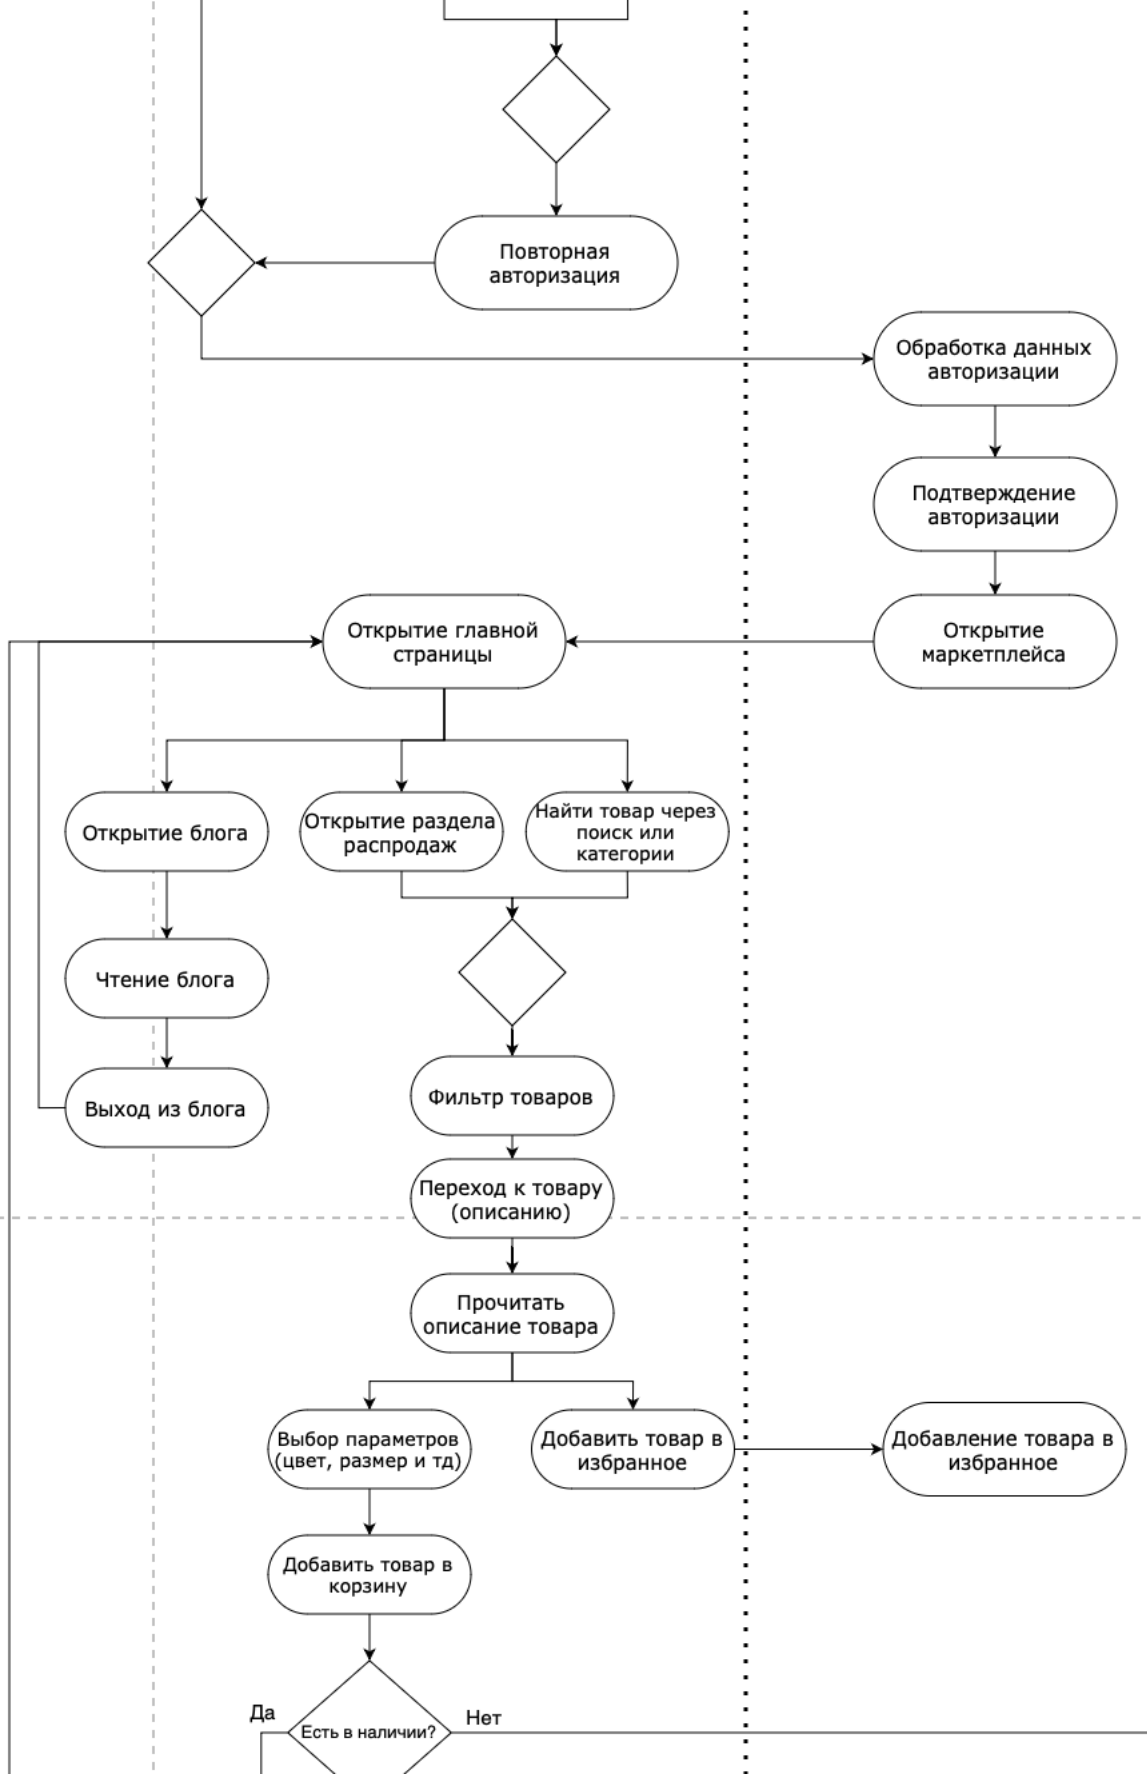 Повторная
авторизация
Обработка данных
авторизации
Подтверждение
авторизации
Открытие главной
страницы
Открытие
маркетплейса
Открытие блога
Открытие раздела
распродаж
Найти товар через
поиск или
категории
Чтение блога
Выход из блога
Фильтр товаров
Переход к товару
(описанию)
Прочитать
описание товара
Выбор параметров
(цвет, размер и тд)
Добавить товар в
избранное
Добавление товара в
избранное
Добавить товар в
корзину
Да
Есть в наличии?
Нет